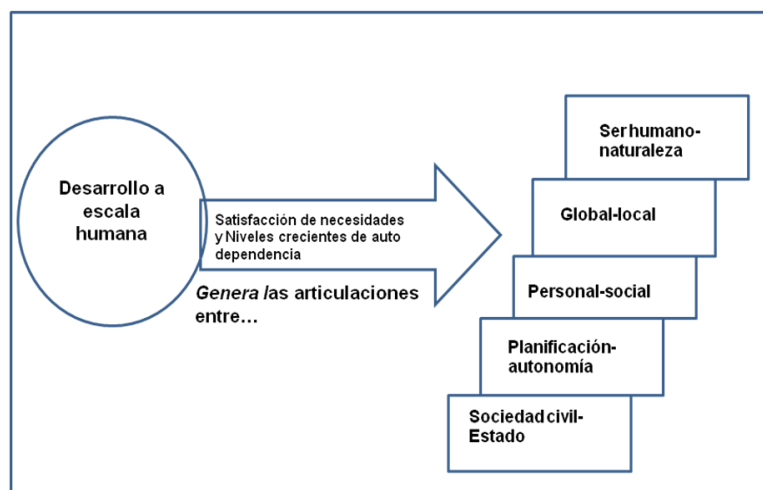 Desarrollo a
escala
humana
Satisfacción de necesidades
y Niveles crecientes de auto
dependencia
Genera las articulaciones
entre…
Ser humano-
naturaleza
Global-local
Personal-social
Planificación-
autonomía
Sociedad civil-
Estado